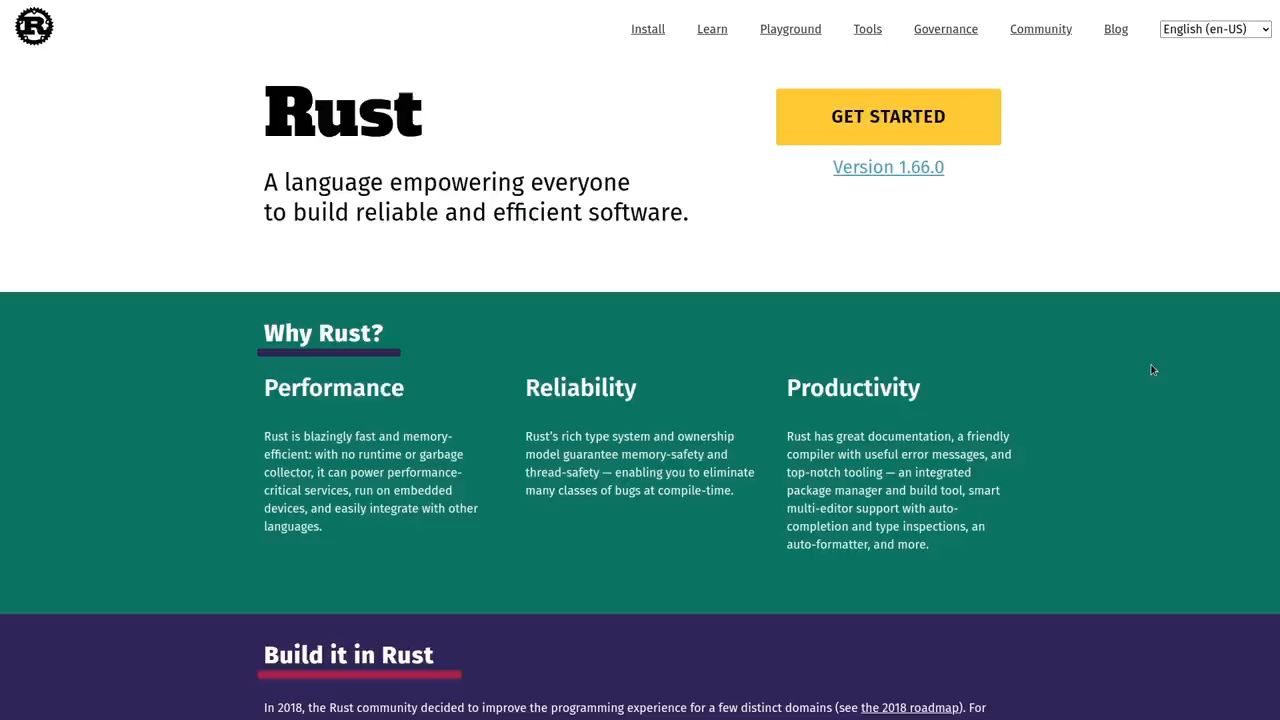 R
Install
Learn
Playground
Tools
Governance
Community
Blog
English (en-US)
Rust
A language empowering everyone
to build reliable and efficient software.
GET STARTED
Version 1.66.0
Why Rust?
Performance
Rust is blazingly fast and memory-
efficient: with no runtime or garbage
collector, it can power performance-
critical services, run on embedded
devices, and easily integrate with other
languages.
Reliability
Rust’s rich type system and ownership
model guarantee memory-safety and
thread-safety — enabling you to eliminate
many classes of bugs at compile-time.
Productivity
Rust has great documentation, a friendly
compiler with useful error messages, and
top-notch tooling — an integrated
package manager and build tool, smart
multi-editor support with auto-
completion and type inspections, an
auto-formatter, and more.
Build it in Rust
In 2018, the Rust community decided to improve the programming experience for a few distinct domains (see the 2018 roadmap). For